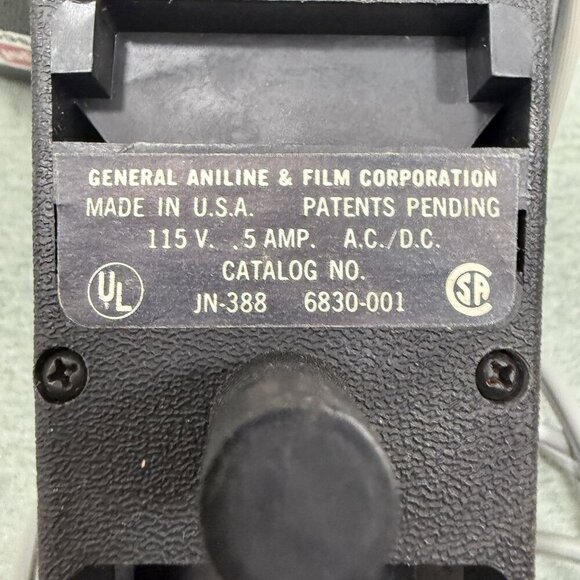 GENERAL ANILINE & FILM CORPORATION
MADE IN U.S.A. PATENTS PENDING
115 V. .5 AMP. A.C./D.C.
CATALOG NO.
UL JN-388 6830-001 SA